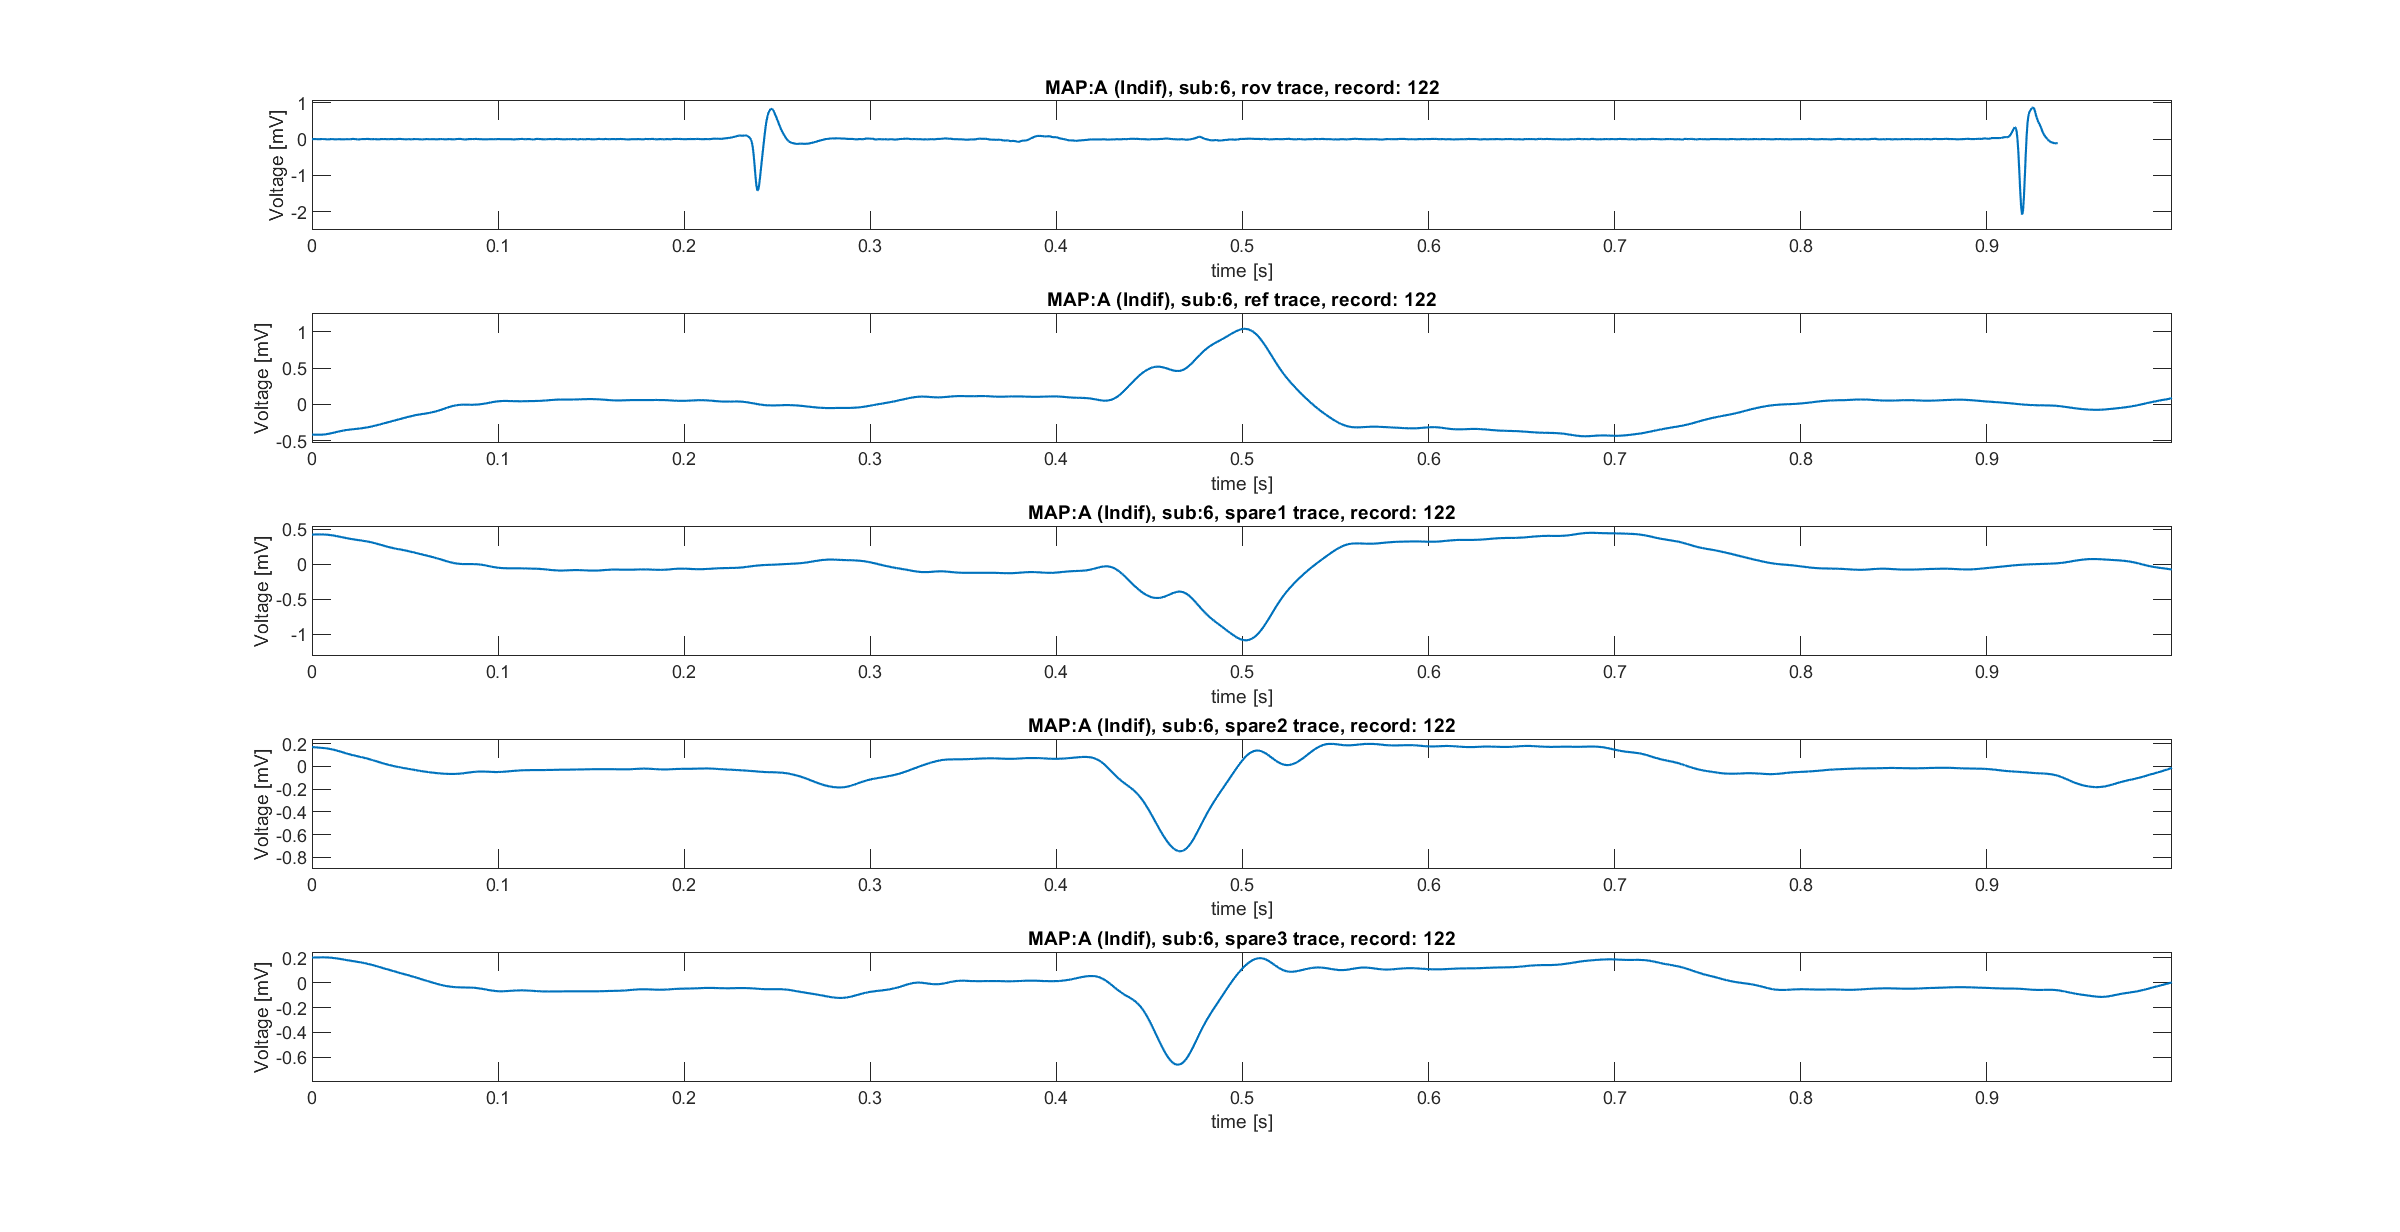 MAP:A (Indif), sub:6, rov trace, record: 122
Voltage [mV]
1
0
-1
-2
0 0.1 0.2 0.3 0.4 0.5 0.6 0.7 0.8 0.9
time [s]
MAP:A (Indif), sub:6, ref trace, record: 122
Voltage [mV]
1
0.5
0
-0.5
0 0.1 0.2 0.3 0.4 0.5 0.6 0.7 0.8 0.9
time [s]
MAP:A (Indif), sub:6, spare1 trace, record: 122
Voltage [mV]
0.5
0
-0.5
-1
0 0.1 0.2 0.3 0.4 0.5 0.6 0.7 0.8 0.9
time [s]
MAP:A (Indif), sub:6, spare2 trace, record: 122
Voltage [mV]
0.2
0
-0.2
-0.4
-0.6
-0.8
0 0.1 0.2 0.3 0.4 0.5 0.6 0.7 0.8 0.9
time [s]
MAP:A (Indif), sub:6, spare3 trace, record: 122
Voltage [mV]
0.2
0
-0.2
-0.4
-0.6
0 0.1 0.2 0.3 0.4 0.5 0.6 0.7 0.8 0.9
time [s]